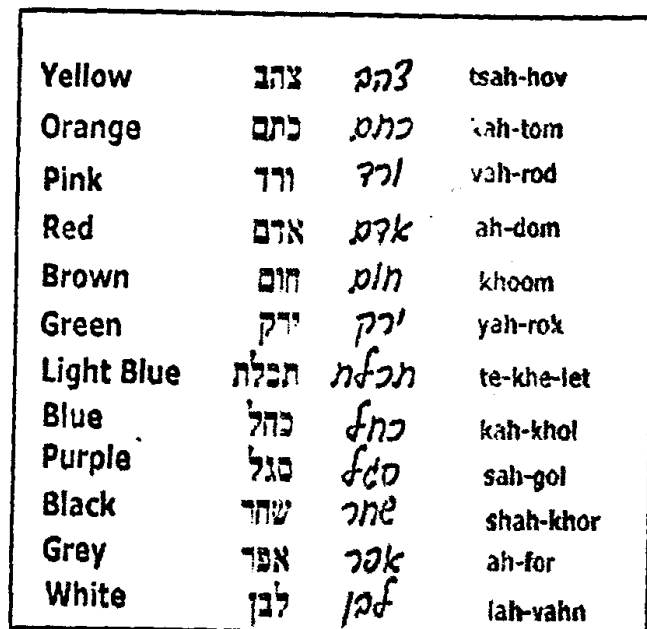 Yellow צהב צהב tsah-hov
Orange כתם כתם kah-tom
Pink ורד ורד vah-rod
Red אדם אדם ah-dom
Brown חום חום khoom
Green ירק ירק yah-rok
Light Blue תכלת תכלת te-khe-let
Blue כהל כחל kah-khol
Purple סגל סגל sah-gol
Black שחר שחר shah-khor
Grey אפר אפר ah-for
White לבן לבן lah-vahn